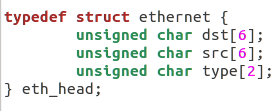 typedef struct ethernet {
        unsigned char dst[6];
        unsigned char src[6];
        unsigned char type[2];
} eth_head;